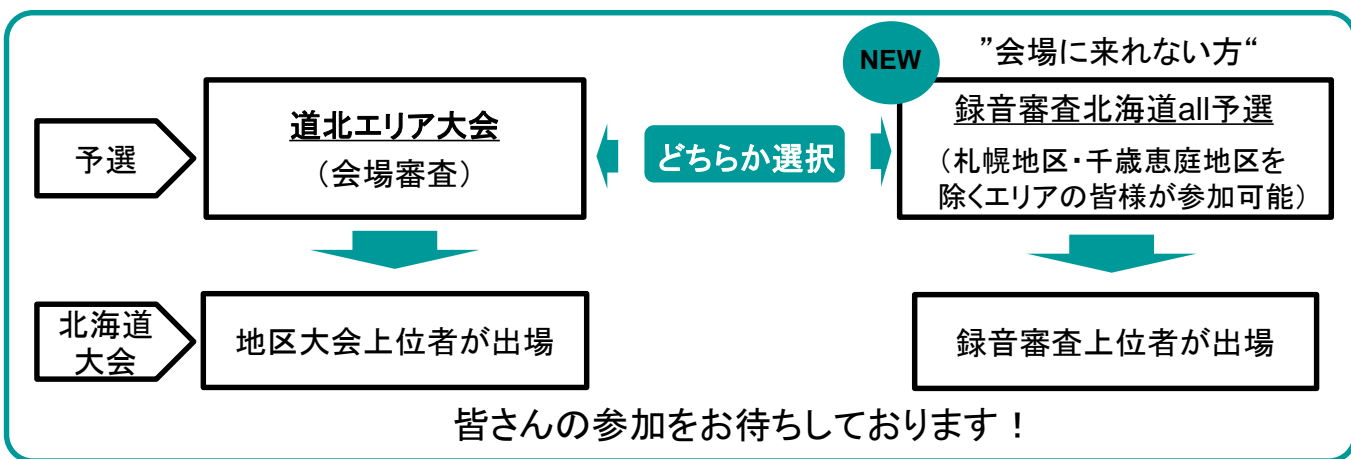 ”会場に来れない方“
NEW
予選
道北エリア大会
（会場審査）
どちらか選択
録音審査北海道all予選
（札幌地区・千歳恵庭地区を
除くエリアの皆様が参加可能）
北海道
大会
地区大会上位者が出場
録音審査上位者が出場
皆さんの参加をお待ちしております！